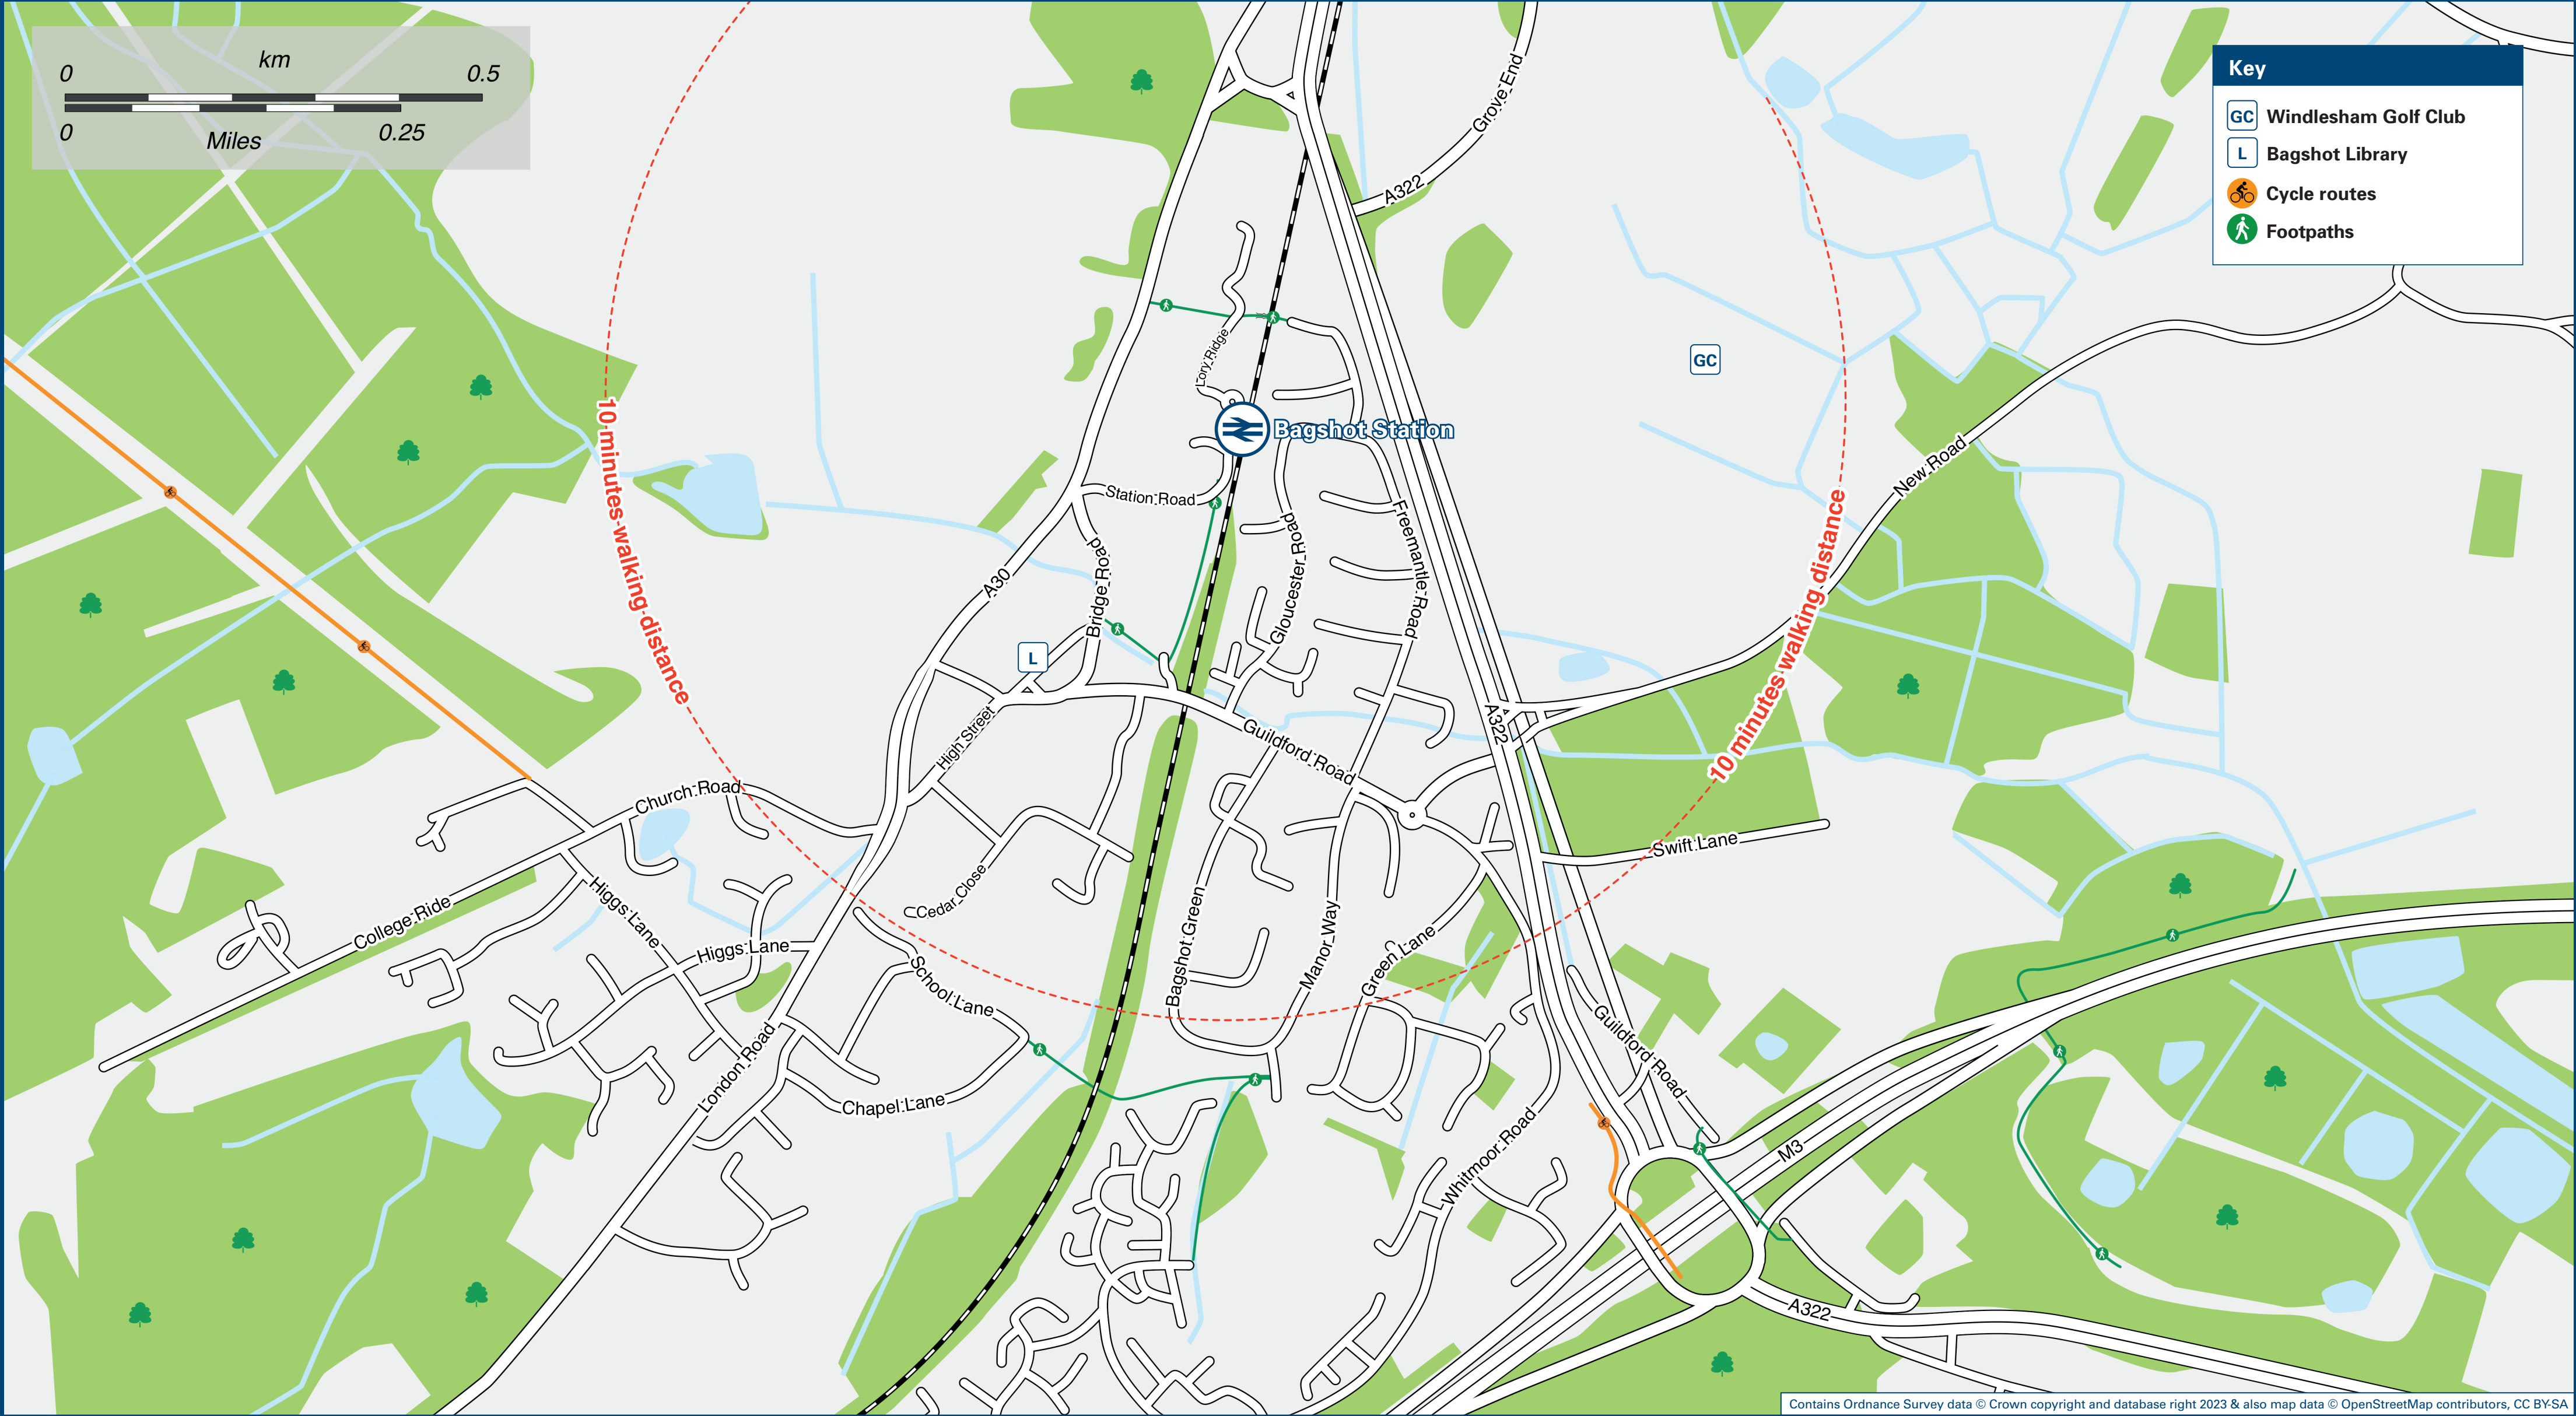 km
0 0.5
0 0.25
Miles
Key
GC Windlesham Golf Club
L Bagshot Library
Cycle routes
Footpaths
Grove End
A322
Lory Ridge
GC
Bagshot Station
10 minutes walking distance
Station Road
New Road
Freemantle Road
Gloucester Road
Bridge Road
A30
L
10 minutes walking distance
A322
High Street
Guildford Road
Church Road
Swift Lane
Cedar Close
Higgs Lane
College Ride
Higgs Lane
Bagshot Green
Manor Way
Green Lane
School Lane
Guildford Road
London Road
Chapel Lane
Whitmoor Road
M3
A322
Contains Ordnance Survey data © Crown copyright and database right 2023 & also map data © OpenStreetMap contributors, CC BY-SA